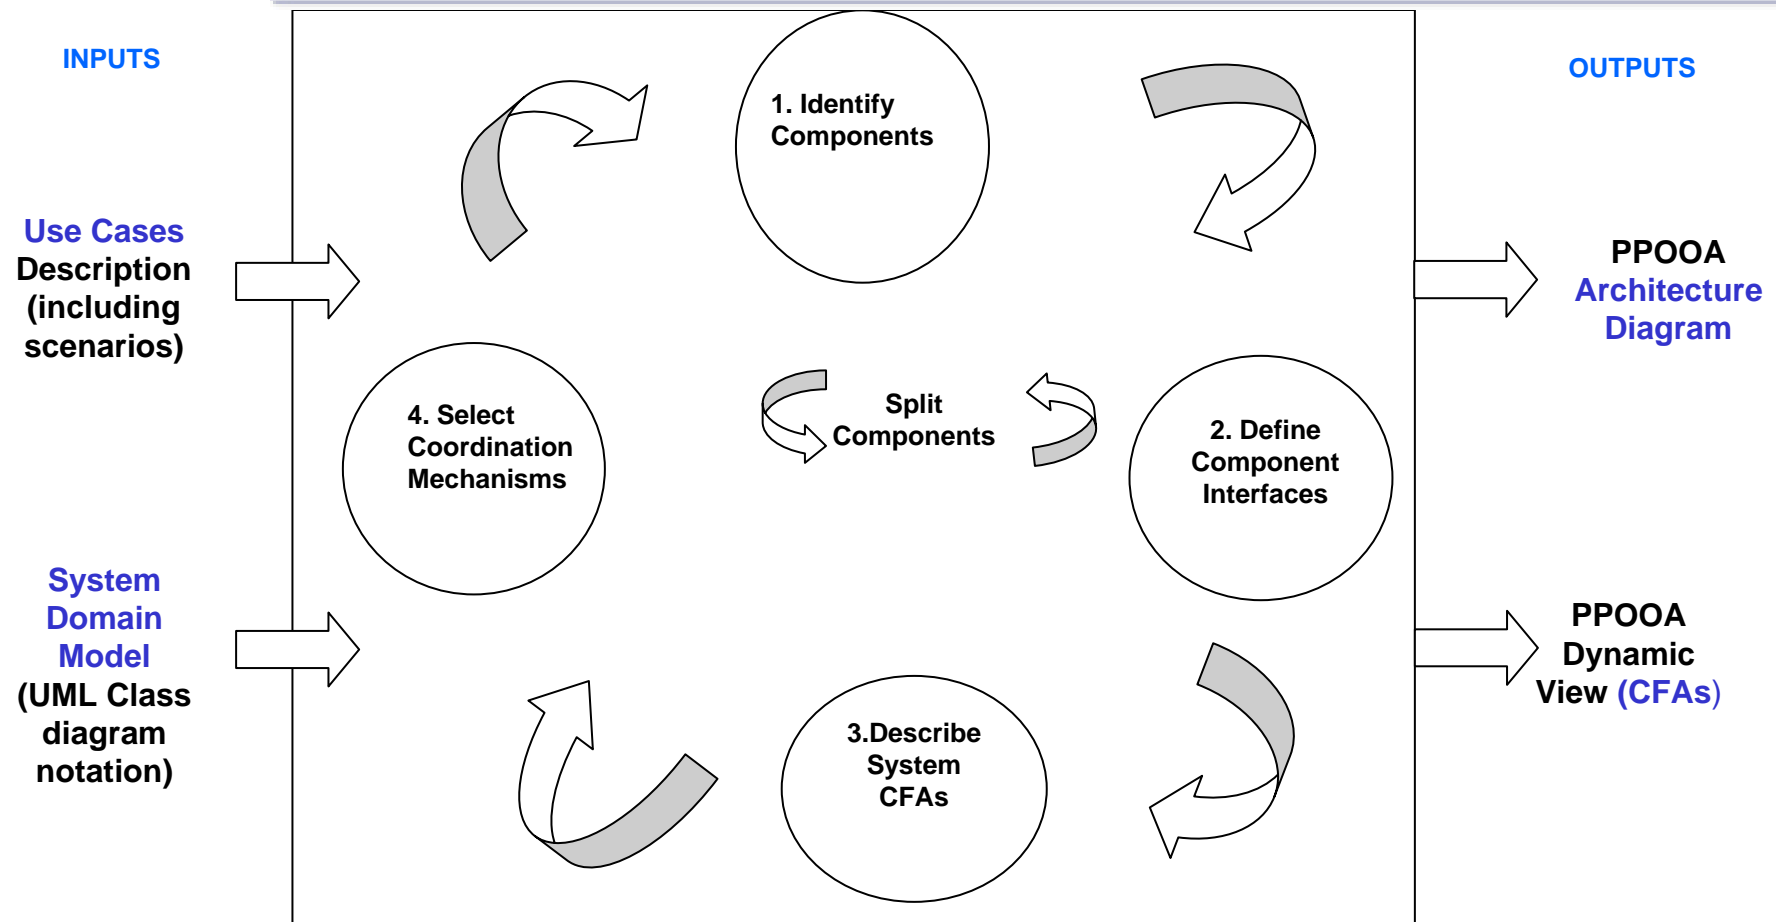 INPUTS
OUTPUTS
1. Identify
Components
Use Cases
Description
(including
scenarios)
PPOOA
Architecture
Diagram
4. Select
Coordination
Mechanisms
Split
Components
2. Define
Component
Interfaces
System
Domain
Model
(UML Class
diagram
notation)
3.Describe
System
CFAs
PPOOA
Dynamic
View (CFAs)